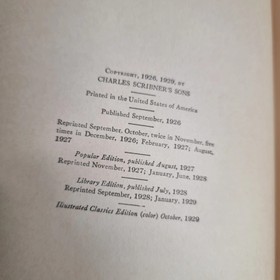 COPYRIGHT, 1926, 1929, BY
CHARLES SCRIBNER'S SONS
Printed in the United States of America
Published September, 1926
Reprinted September, October, twice in November, five
times in December, 1926; February, 1927; August,
1927
Popular Edition, published August, 1927
Reprinted November, 1927; January, June, 1928
Library Edition, published July, 1928
Reprinted September, 1928; January, 1929
Illustrated Classics Edition (color) October, 1929